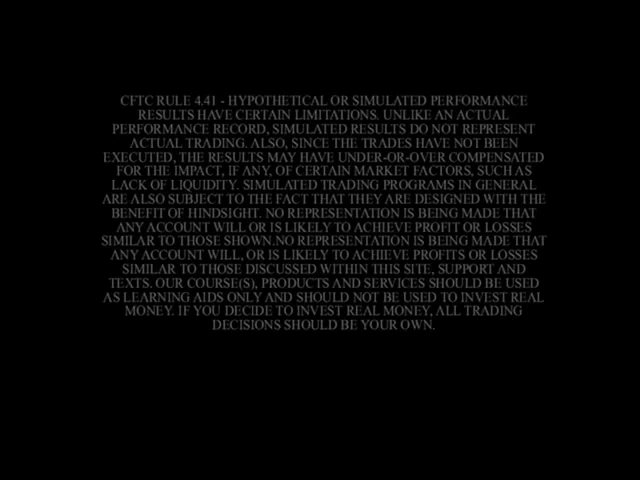 CFTC RULE 4.41 - HYPOTHETICAL OR SIMULATED PERFORMANCE
RESULTS HAVE CERTAIN LIMITATIONS. UNLIKE AN ACTUAL
PERFORMANCE RECORD, SIMULATED RESULTS DO NOT REPRESENT
ACTUAL TRADING. ALSO, SINCE THE TRADES HAVE NOT BEEN
EXECUTED, THE RESULTS MAY HAVE UNDER-OR-OVER COMPENSATED
FOR THE IMPACT, IF ANY, OF CERTAIN MARKET FACTORS, SUCH AS
LACK OF LIQUIDITY. SIMULATED TRADING PROGRAMS IN GENERAL
ARE ALSO SUBJECT TO THE FACT THAT THEY ARE DESIGNED WITH THE
BENEFIT OF HINDSIGHT. NO REPRESENTATION IS BEING MADE THAT
ANY ACCOUNT WILL OR IS LIKELY TO ACHIEVE PROFIT OR LOSSES
SIMILAR TO THOSE SHOWN.NO REPRESENTATION IS BEING MADE THAT
ANY ACCOUNT WILL, OR IS LIKELY TO ACHIEVE PROFITS OR LOSSES
SIMILAR TO THOSE DISCUSSED WITHIN THIS SITE, SUPPORT AND
TEXTS. OUR COURSE(S), PRODUCTS AND SERVICES SHOULD BE USED
AS LEARNING AIDS ONLY AND SHOULD NOT BE USED TO INVEST REAL
MONEY. IF YOU DECIDE TO INVEST REAL MONEY, ALL TRADING
DECISIONS SHOULD BE YOUR OWN.